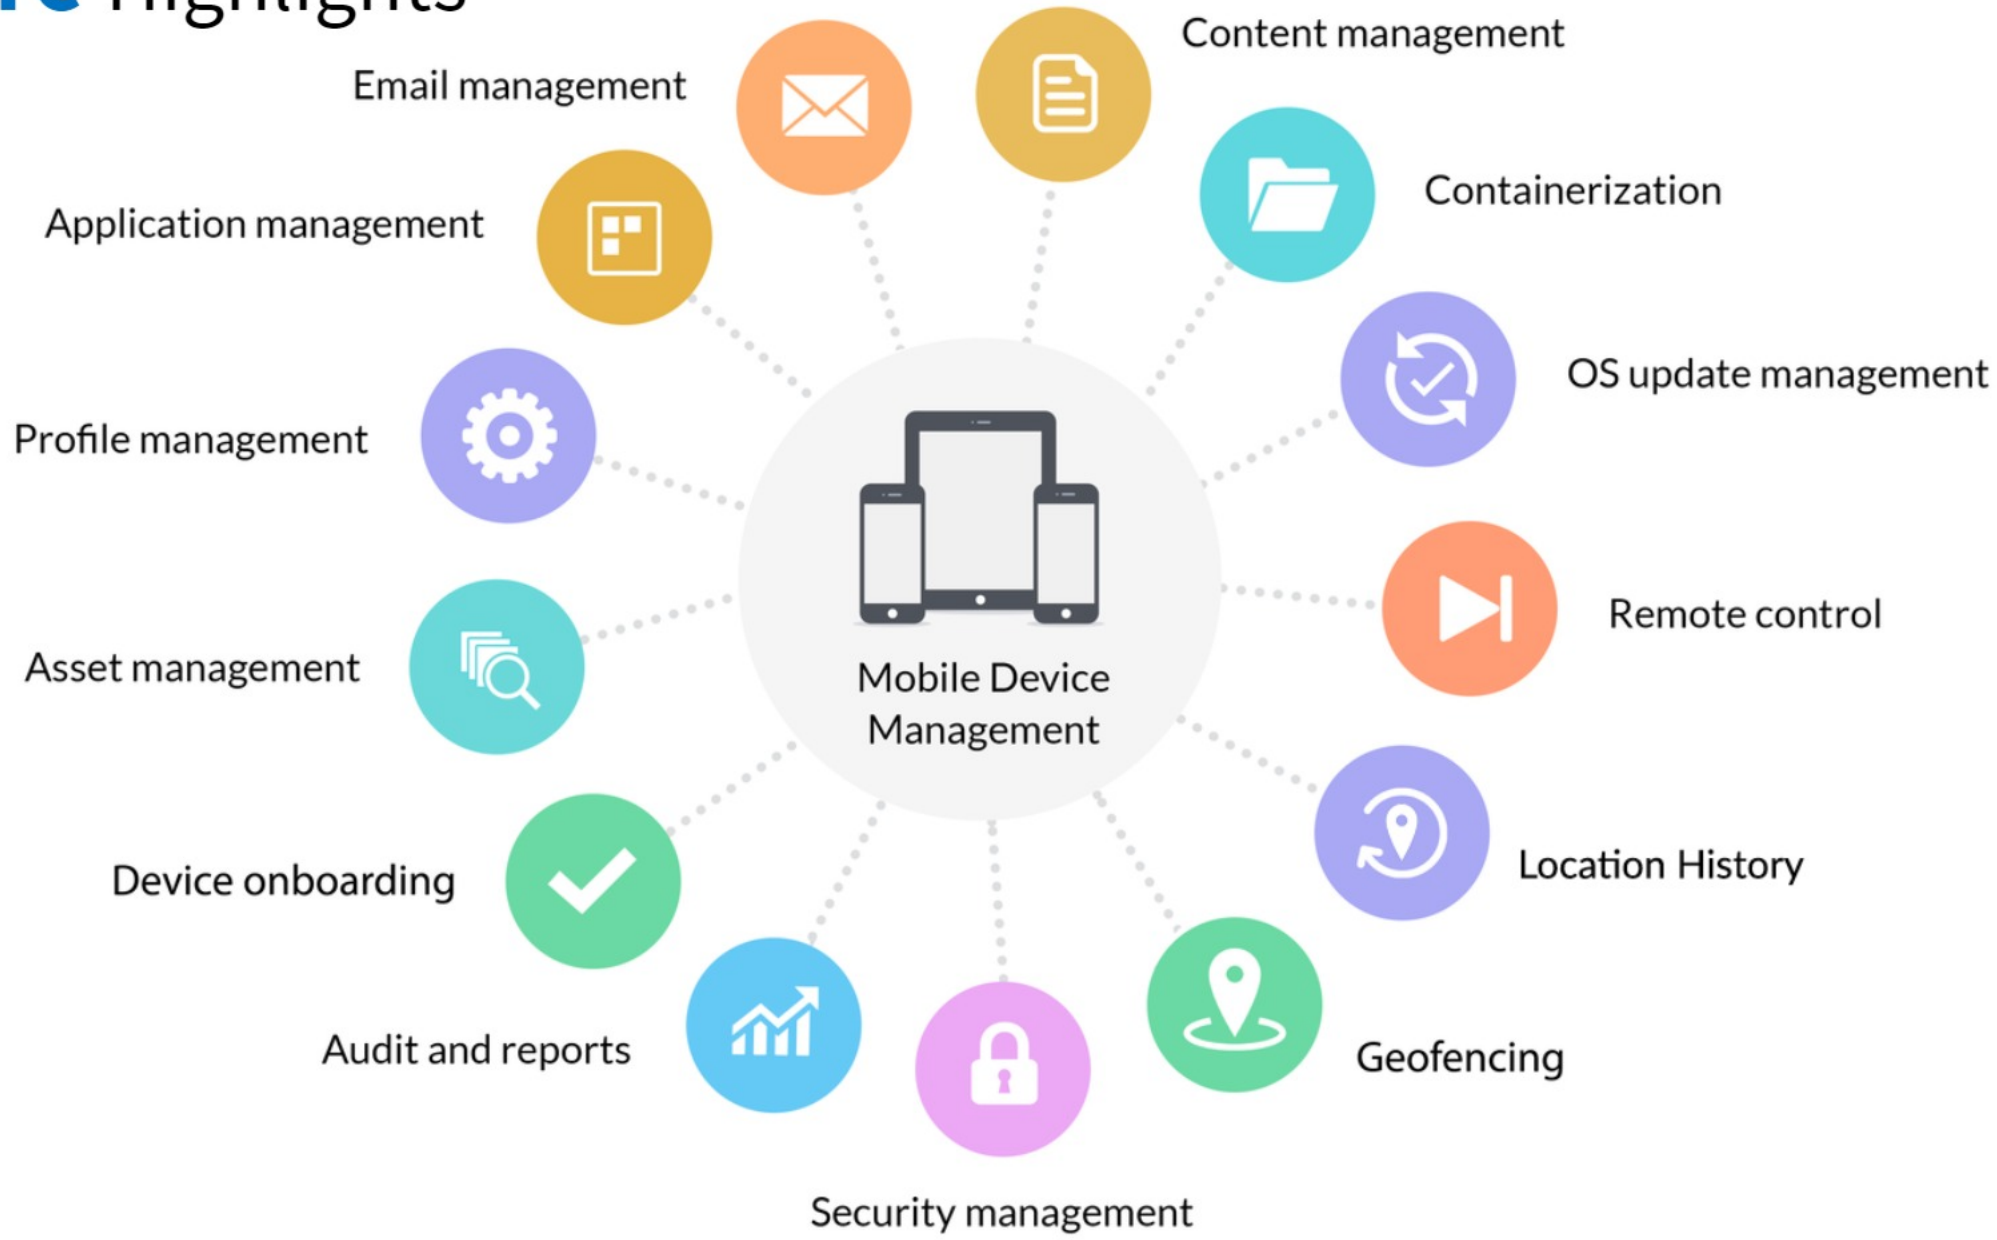 Highlights
Content management
Email management
Containerization
Application management
OS update management
Profile management
Remote control
Asset management
Mobile Device
Management
Location History
Device onboarding
Audit and reports
Geofencing
Security management